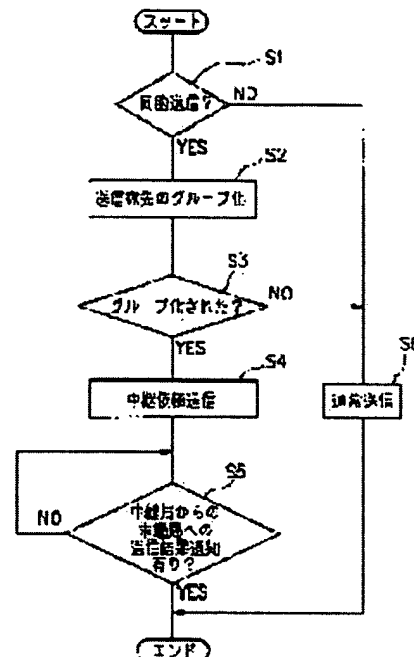 スタート
S1
同報送信?
NO
YES
S2
送信宛先のグループ化
S3
グループ化された?
NO
YES
S4
中継依頼送信
S6
通常送信
S5
中継局からの
末端局への
送信結果通知
有り?
NO
YES
エンド